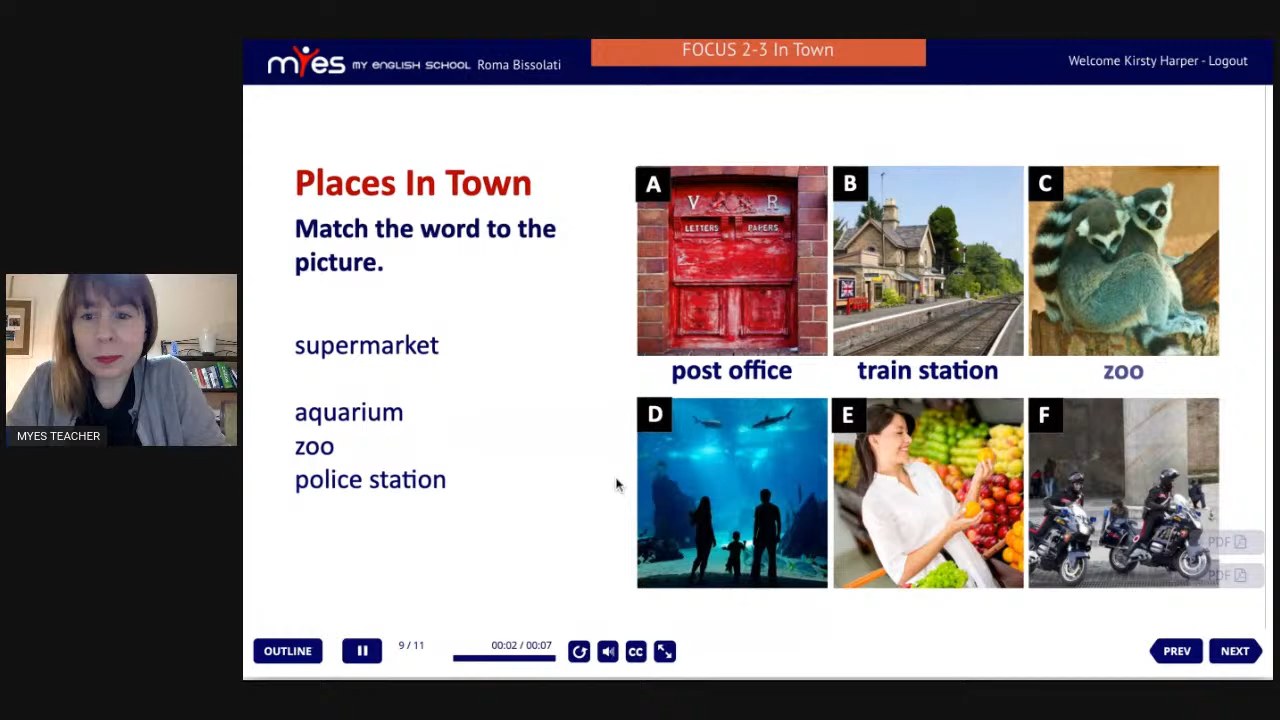 FOCUS 2-3 In Town
myes MY ENGLISH SCHOOL Roma Bissolati
Welcome Kirsty Harper - Logout
Places In Town
Match the word to the
picture.
supermarket
aquarium
zoo
police station
A
B
C
V R
LETTERS PAPERS
post office
train station
zoo
D
E
F
PDF
PDF
MYES TEACHER
OUTLINE
9 / 11
00:02 / 00:07
CC
PREV
NEXT